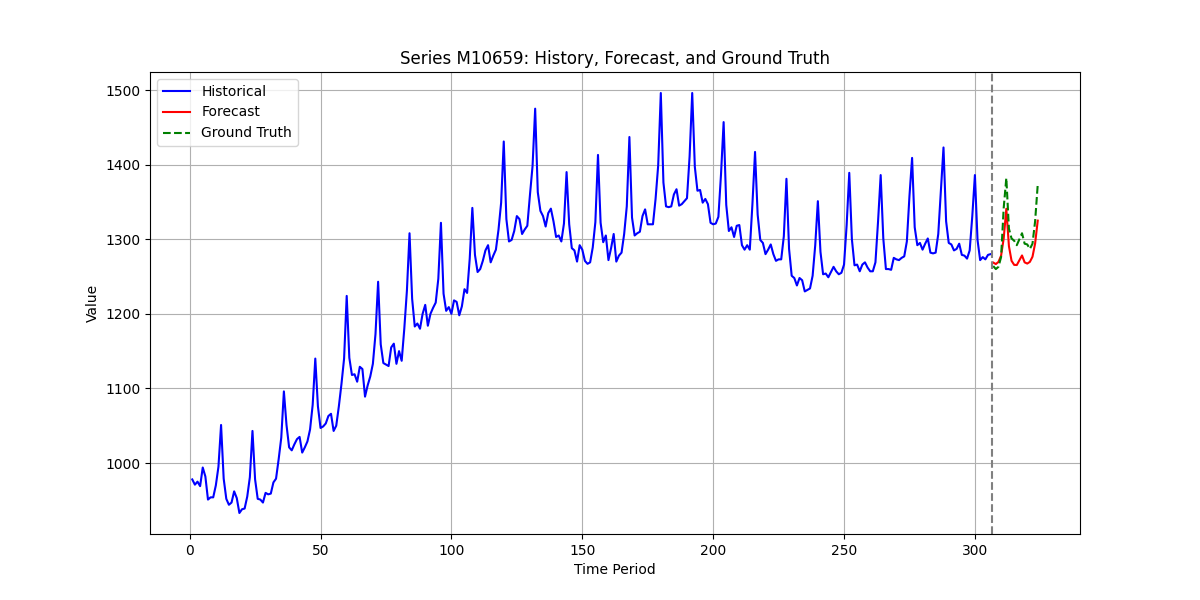 Series M10659: History, Forecast, and Ground Truth
Historical
Forecast
Ground Truth
Value
1500
1400
1300
1200
1100
1000
0 50 100 150 200 250 300
Time Period